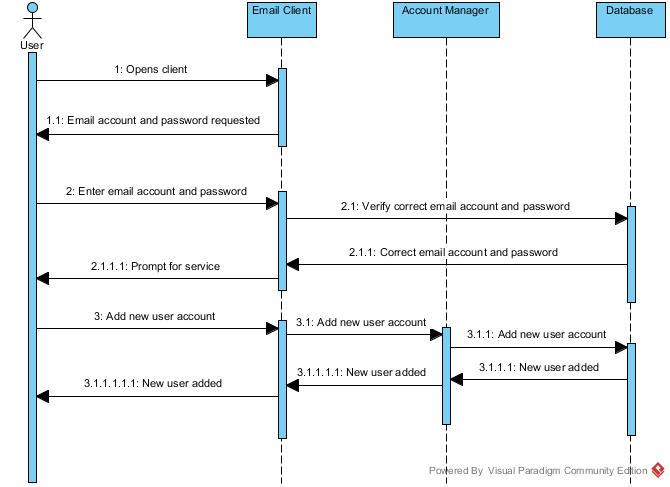 Email Client
Account Manager
Database
User
1: Opens client
1.1: Email account and password requested
2: Enter email account and password
2.1: Verify correct email account and password
2.1.1: Correct email account and password
2.1.1.1: Prompt for service
3: Add new user account
3.1: Add new user account
3.1.1: Add new user account
3.1.1.1: New user added
3.1.1.1.1: New user added
3.1.1.1.1.1: New user added
Powered By Visual Paradigm Community Edition